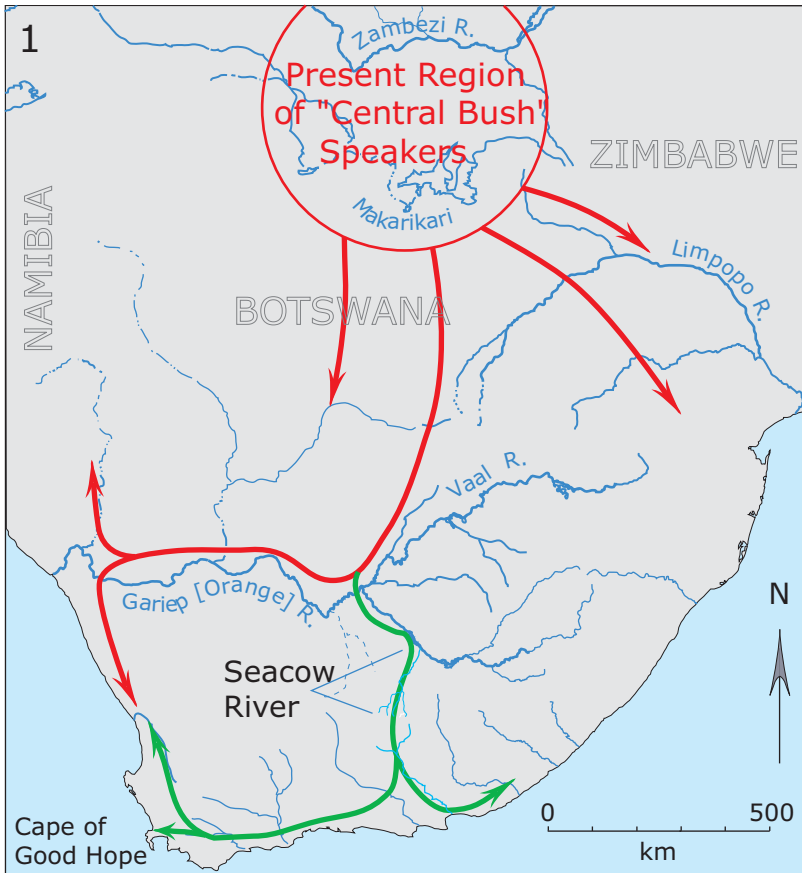 1
Zambezi R.
Present Region
of "Central Bush"
Speakers
ZIMBABWE
Makarikari
NAMIBIA
Limpopo R.
BOTSWANA
Vaal R.
Gariep [Orange] R.
N
Seacow
River
0 500
km
Cape of
Good Hope